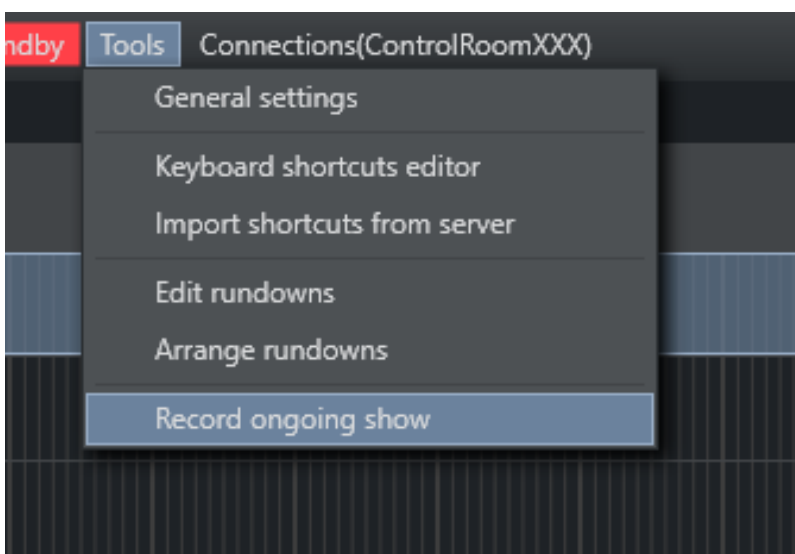 ndby Tools Connections(ControlRoomXXX)
General settings
Keyboard shortcuts editor
Import shortcuts from server
Edit rundowns
Arrange rundowns
Record ongoing show